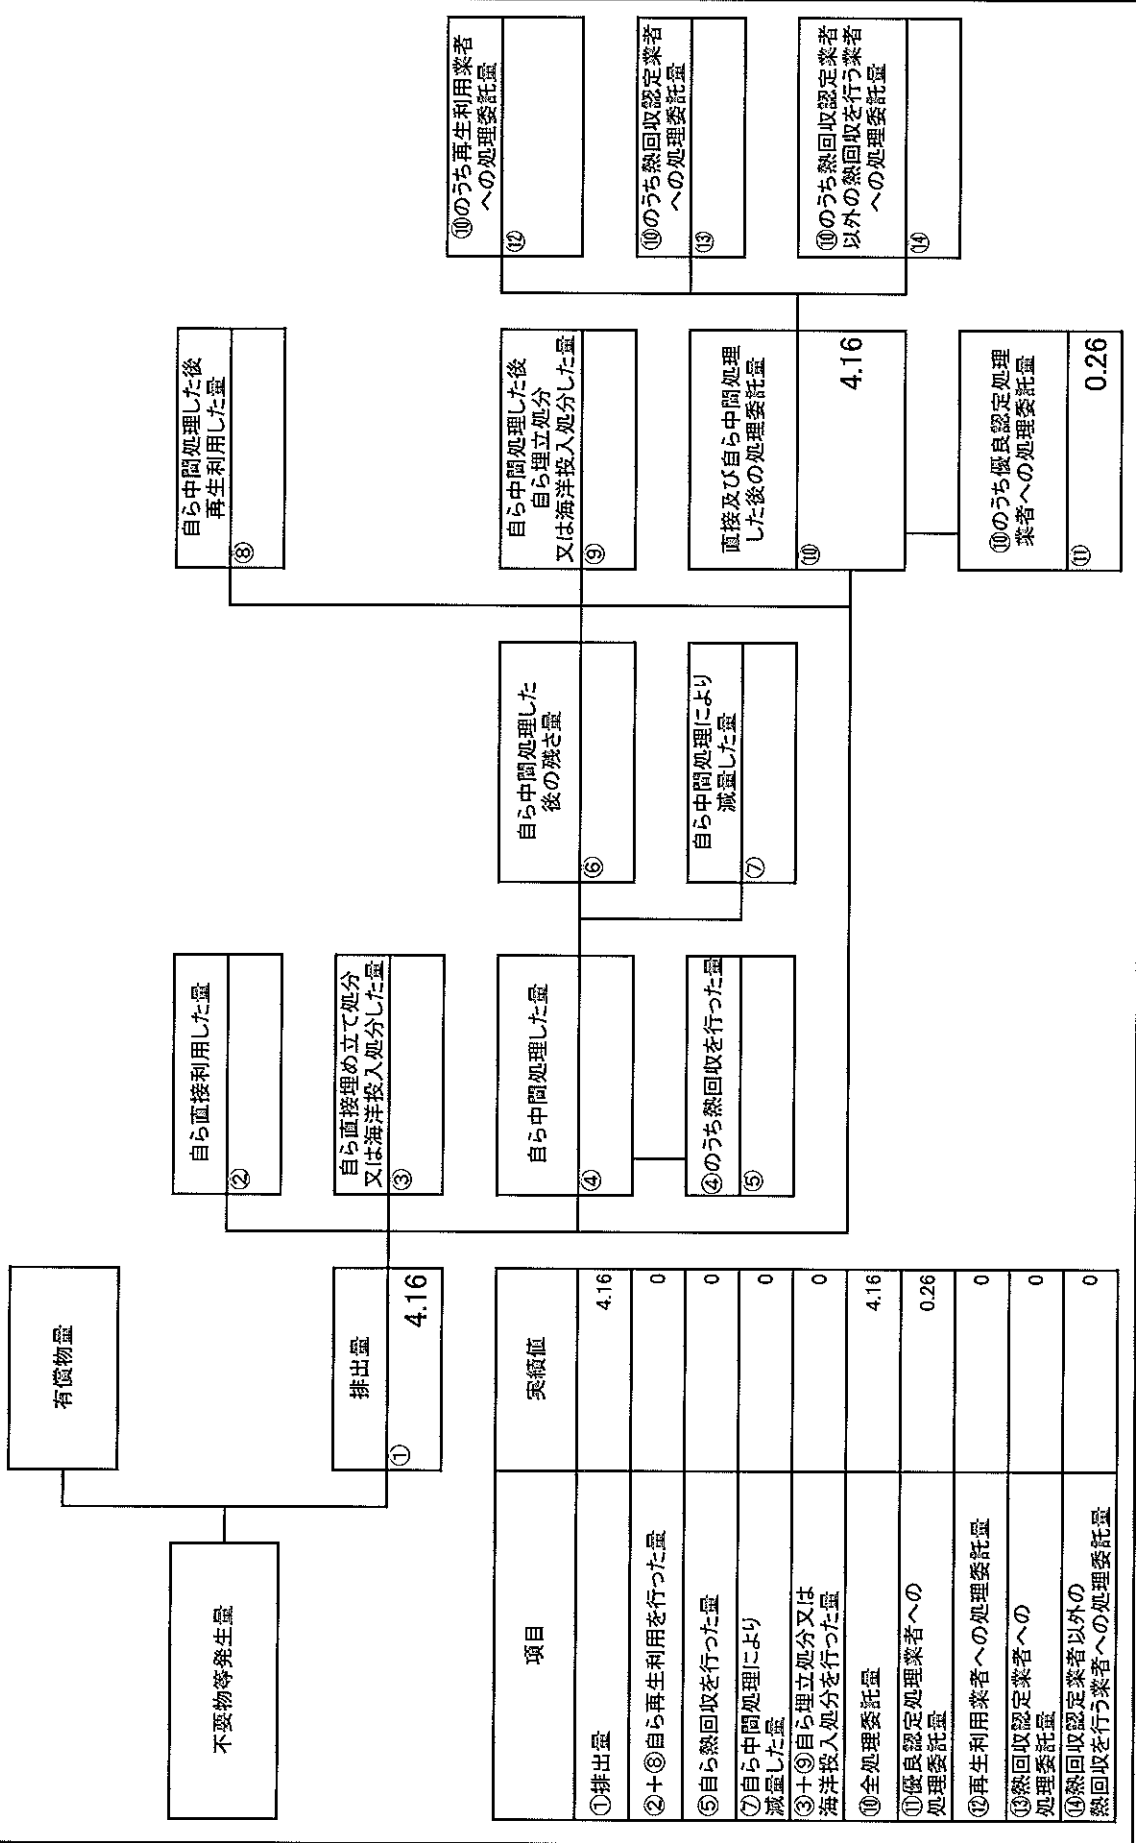 不要物等発生量
有償物量
排出量
①
4.16
自ら直接利用した量
②
自ら直接埋め立て処分
又は海洋投入処分した量
③
自ら中間処理した量
④
④のうち熱回収を行った量
⑤
自ら中間処理した
後の残さ量
⑥
自ら中間処理により
減量した量
⑦
自ら中間処理した後
再生利用した量
⑧
自ら中間処理した後
自ら埋立処分
又は海洋投入処分した量
⑨
直接及び自ら中間処理
した後の処理委託量
⑩
4.16
⑩のうち優良認定処理
業者への処理委託量
⑪
0.26
⑩のうち再生利用業者
への処理委託量
⑫
⑩のうち熱回収認定業者
への処理委託量
⑬
⑩のうち熱回収認定業者
以外の熱回収を行う業者
への処理委託量
⑭
項目 実績値
①排出量 4.16
②+⑧自ら再生利用を行った量 0
⑤自ら熱回収を行った量 0
⑦自ら中間処理により
減量した量 0
③+⑨自ら埋立処分又は
海洋投入処分を行った量 0
⑩全処理委託量 4.16
⑪優良認定処理業者への
処理委託量 0.26
⑫再生利用業者への処理委託量 0
⑬熱回収認定業者への
処理委託量 0
⑭熱回収認定業者以外の
熱回収を行う業者への処理委託量 0